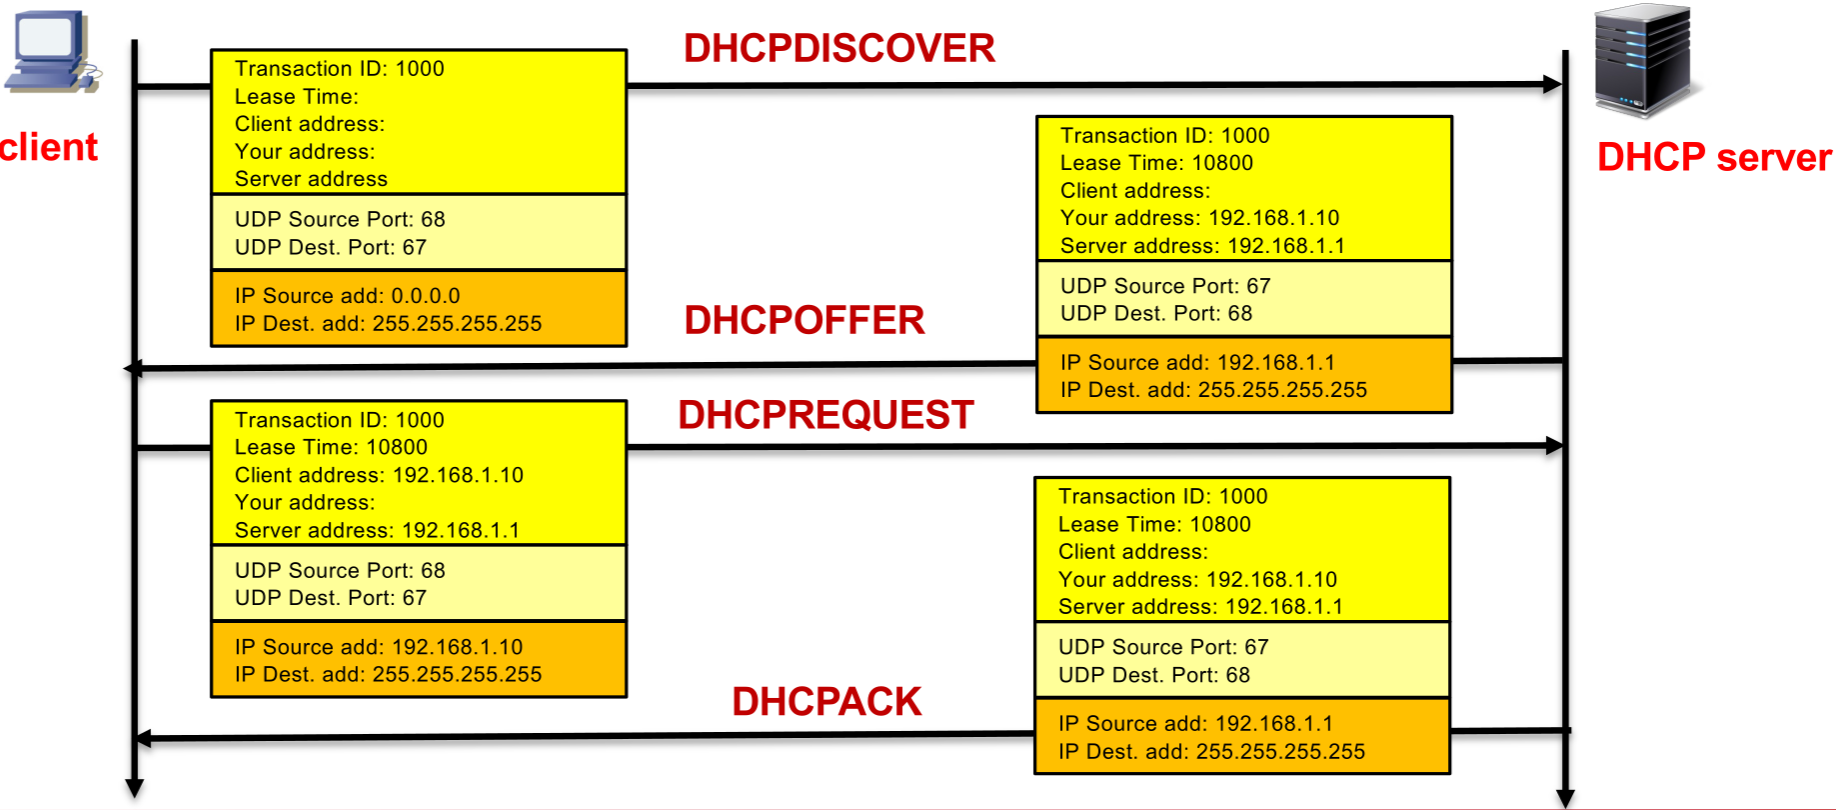 client
DHCPDISCOVER
Transaction ID: 1000
Lease Time:
Client address:
Your address:
Server address
UDP Source Port: 68
UDP Dest. Port: 67
IP Source add: 0.0.0.0
IP Dest. add: 255.255.255.255
DHCP server
DHCPOFFER
Transaction ID: 1000
Lease Time: 10800
Client address:
Your address: 192.168.1.10
Server address: 192.168.1.1
UDP Source Port: 67
UDP Dest. Port: 68
IP Source add: 192.168.1.1
IP Dest. add: 255.255.255.255
DHCPREQUEST
Transaction ID: 1000
Lease Time: 10800
Client address: 192.168.1.10
Your address:
Server address: 192.168.1.1
UDP Source Port: 68
UDP Dest. Port: 67
IP Source add: 192.168.1.10
IP Dest. add: 255.255.255.255
DHCPACK
Transaction ID: 1000
Lease Time: 10800
Client address:
Your address: 192.168.1.10
Server address: 192.168.1.1
UDP Source Port: 67
UDP Dest. Port: 68
IP Source add: 192.168.1.1
IP Dest. add: 255.255.255.255